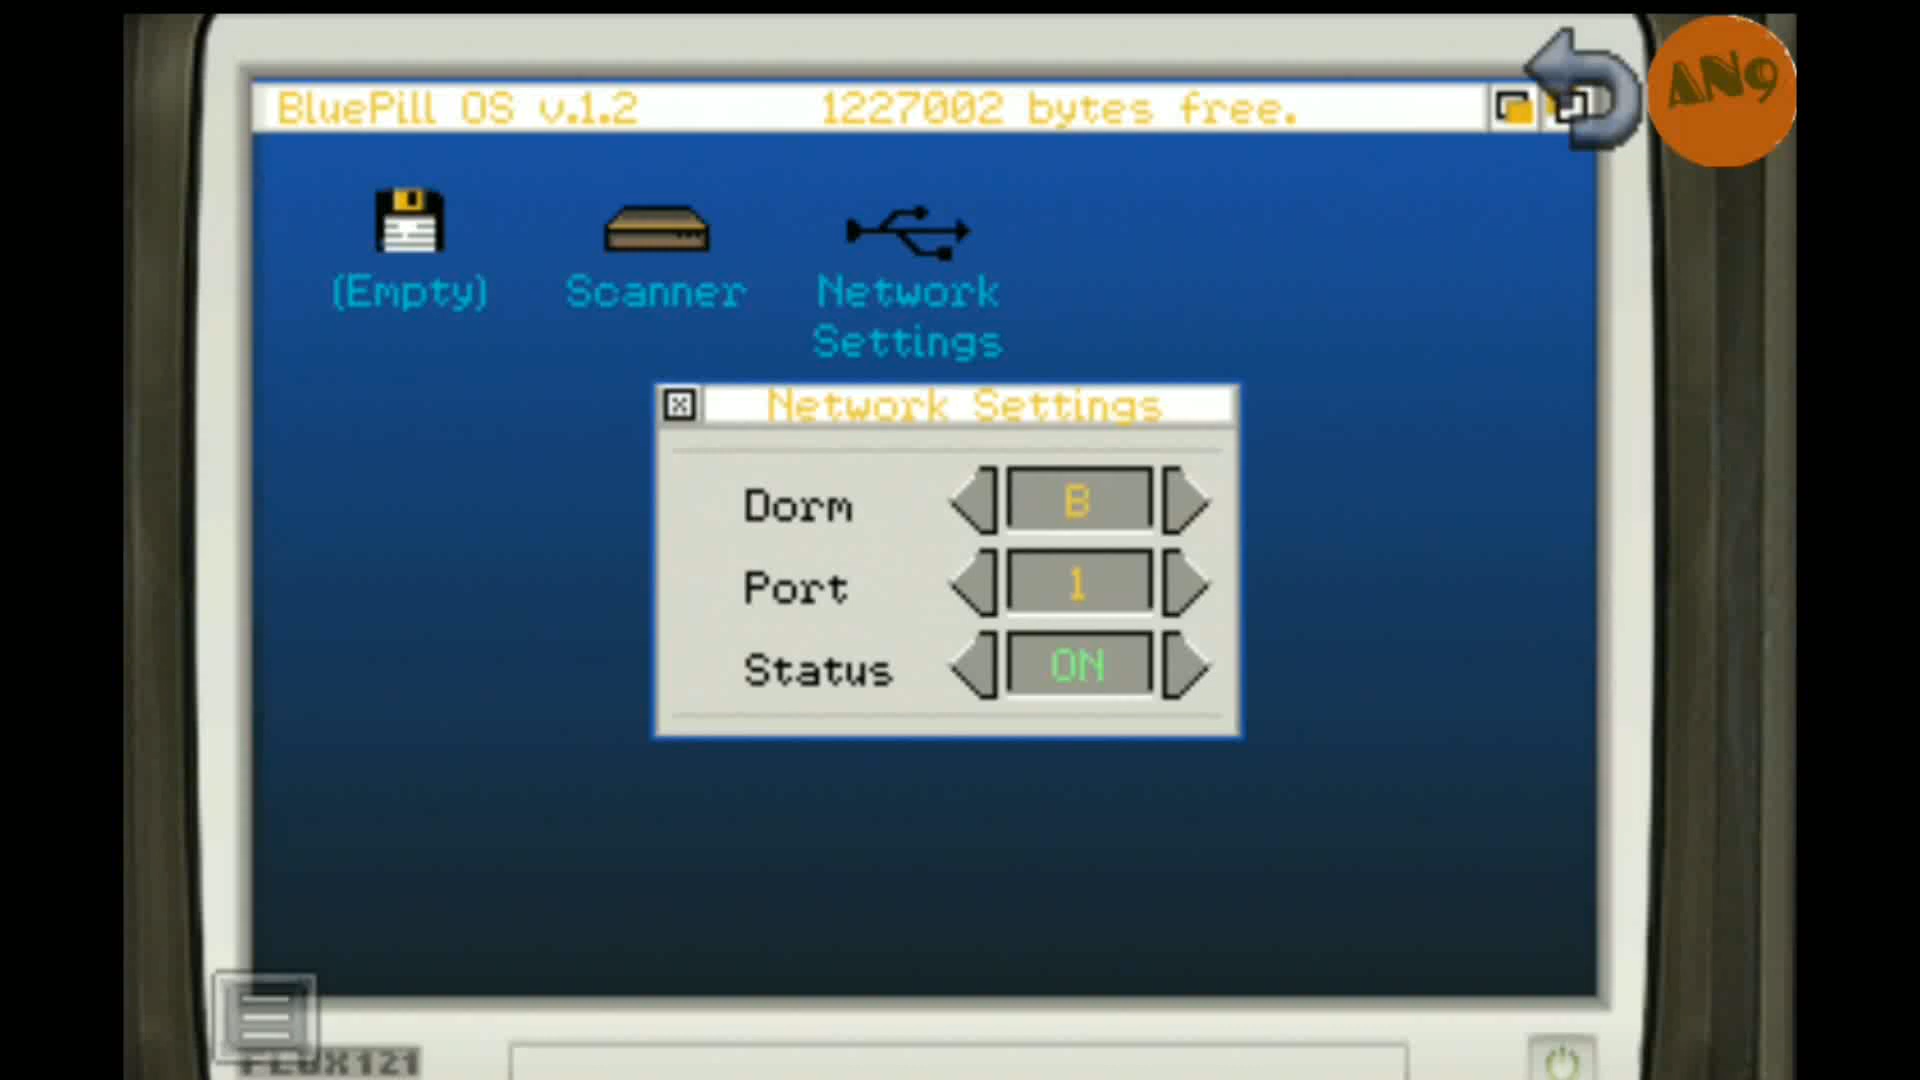 BluePill OS v.1.2
1227002 bytes free.
AN9
(Empty)
Scanner
Network
Settings
Network Settings
Dorm
B
Port
1
Status
ON
FLUX121